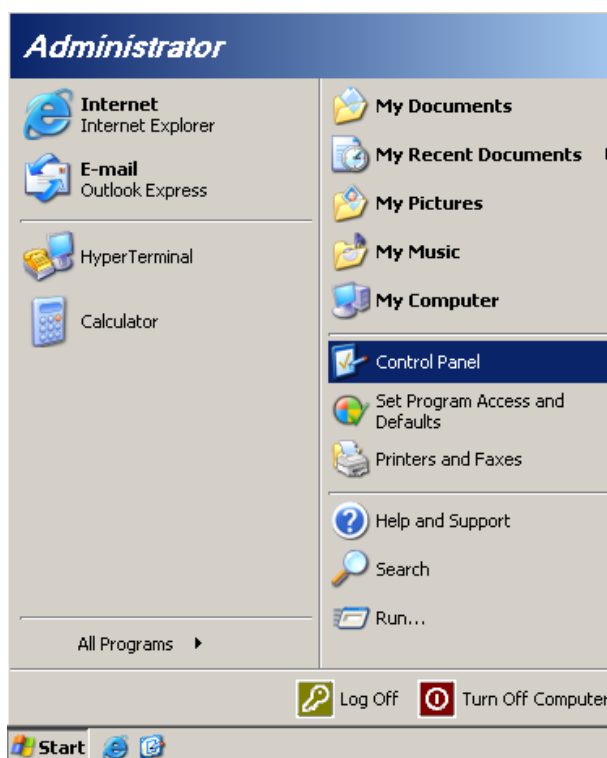 Administrator
Internet
Internet Explorer
E-mail
Outlook Express
HyperTerminal
Calculator
All Programs
My Documents
My Recent Documents
My Pictures
My Music
My Computer
Control Panel
Set Program Access and
Defaults
Printers and Faxes
Help and Support
Search
Run...
Log Off
Turn Off Computer
Start